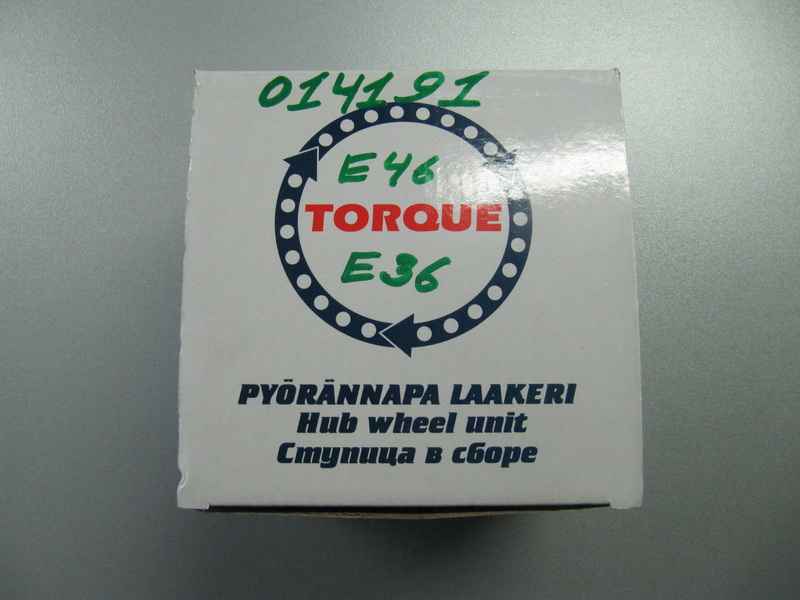 014191
E46
TORQUE
E36
PYÖRÄNNAPA LAAKERI
Hub wheel unit
Ступица в сборе